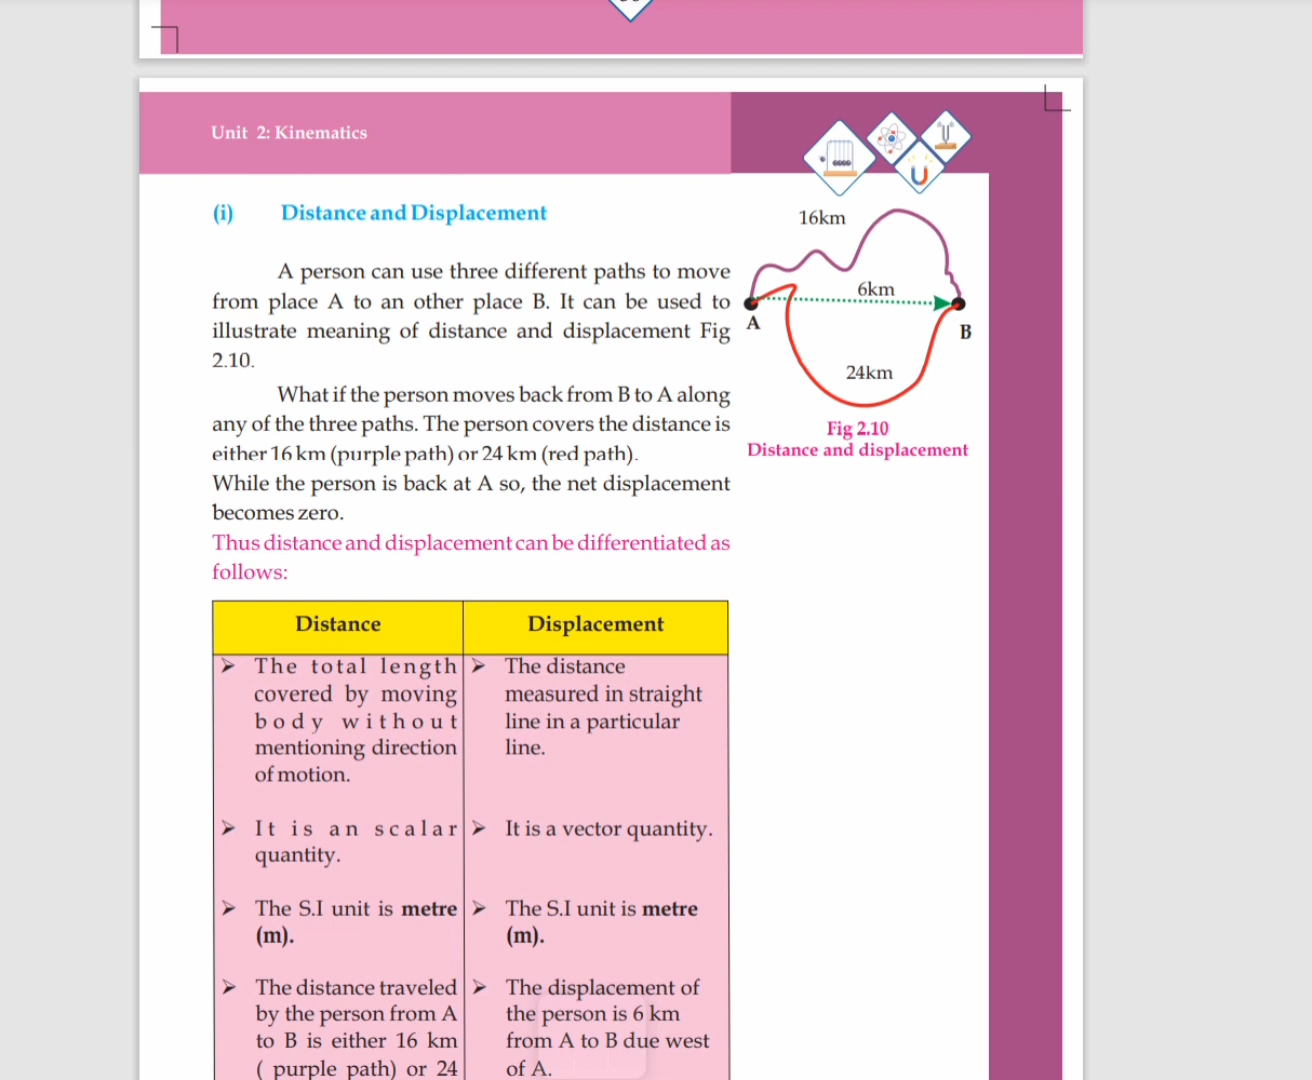 Unit 2: Kinematics
(i) Distance and Displacement
A person can use three different paths to move
from place A to an other place B. It can be used to
illustrate meaning of distance and displacement Fig
2.10.
What if the person moves back from B to A along
any of the three paths. The person covers the distance is
either 16 km (purple path) or 24 km (red path).
While the person is back at A so, the net displacement
becomes zero.
Thus distance and displacement can be differentiated as
follows:
16km
6km
A
B
24km
Fig 2.10
Distance and displacement
Distance
➢ The total length
covered by moving
body without
mentioning direction
of motion.
➢ It is an scalar
quantity.
➢ The S.I unit is metre
(m).
➢ The distance traveled
by the person from A
to B is either 16 km
( purple path) or 24
Displacement
➢ The distance
measured in straight
line in a particular
line.
➢ It is a vector quantity.
➢ The S.I unit is metre
(m).
➢ The displacement of
the person is 6 km
from A to B due west
of A.